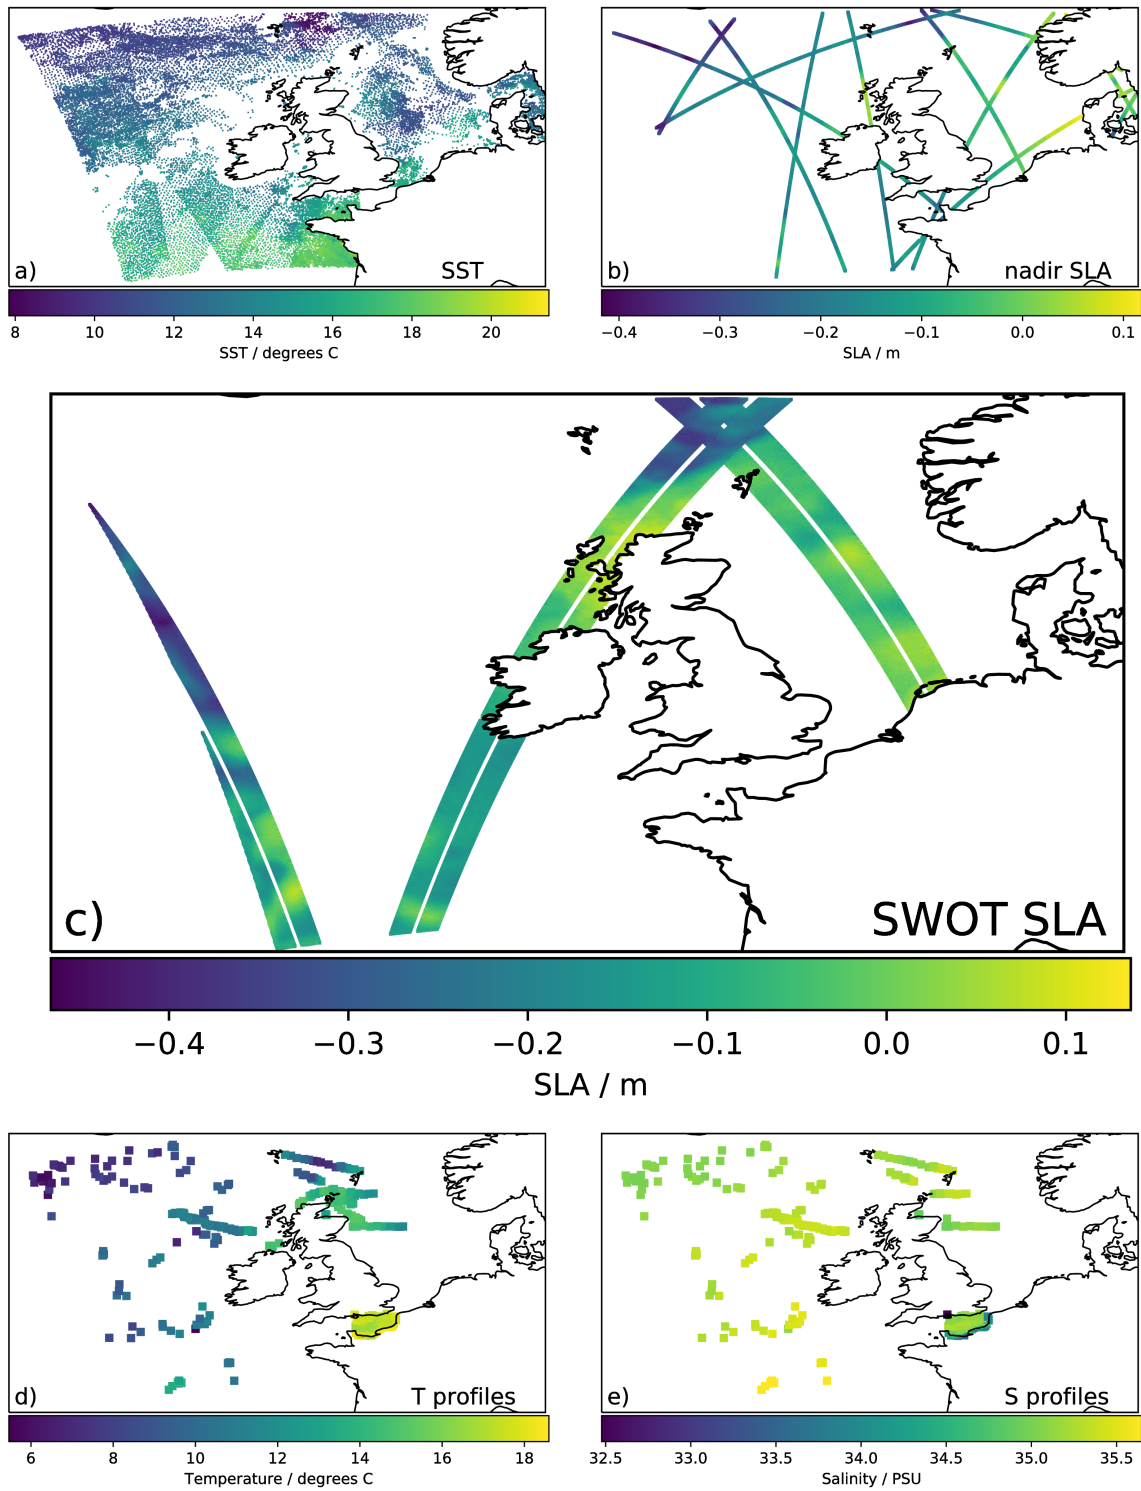 a)
SST
8 10 12 14 16 18 20
SST / degrees C
b)
nadir SLA
−0.4 −0.3 −0.2 −0.1 0.0 0.1
SLA / m
c)
SWOT SLA
−0.4 −0.3 −0.2 −0.1 0.0 0.1
SLA / m
d)
T profiles
6 8 10 12 14 16 18
Temperature / degrees C
e)
S profiles
32.5 33.0 33.5 34.0 34.5 35.0 35.5
Salinity / PSU